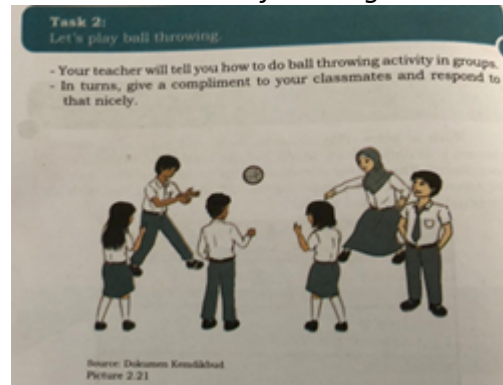 Task 2:
Let's play ball throwing.
- Your teacher will tell you how to do ball throwing activity in groups.
- In turns, give a compliment to your classmates and respond to
that nicely.
Source: Dokumen Kemdikbud
Picture 2.21